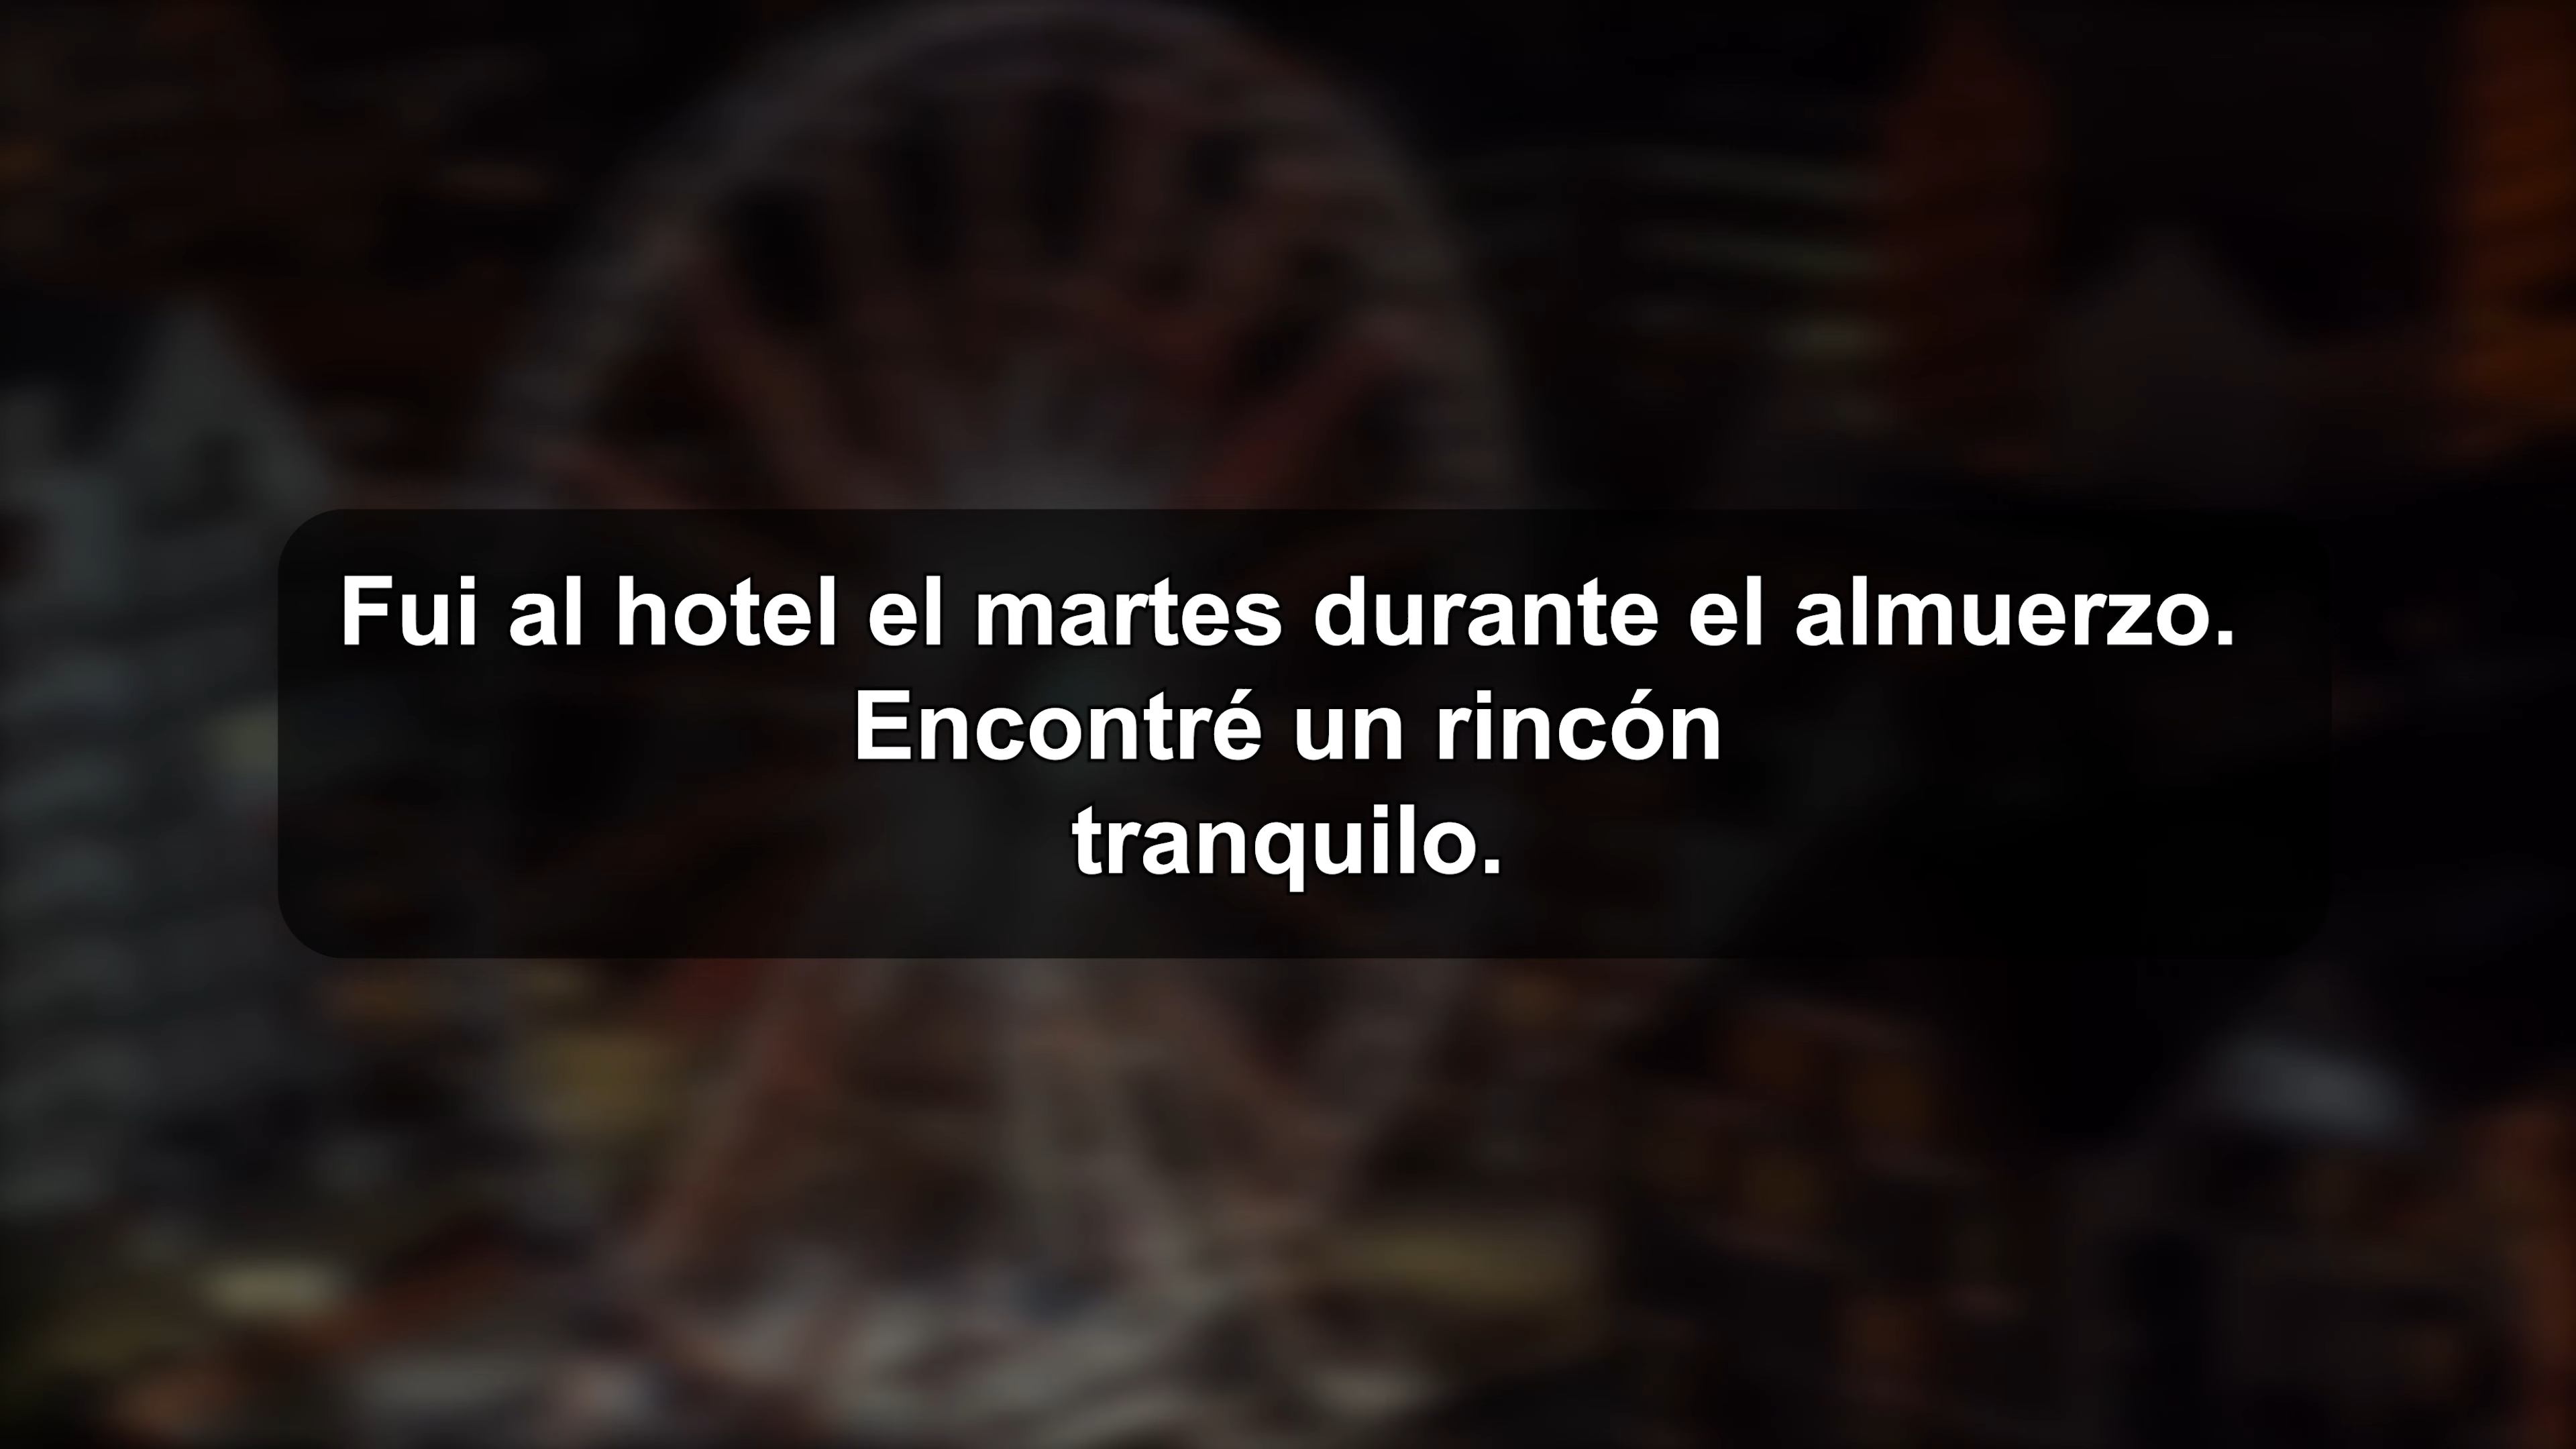 Fui al hotel el martes durante el almuerzo.
Encontré un rincón
tranquilo.